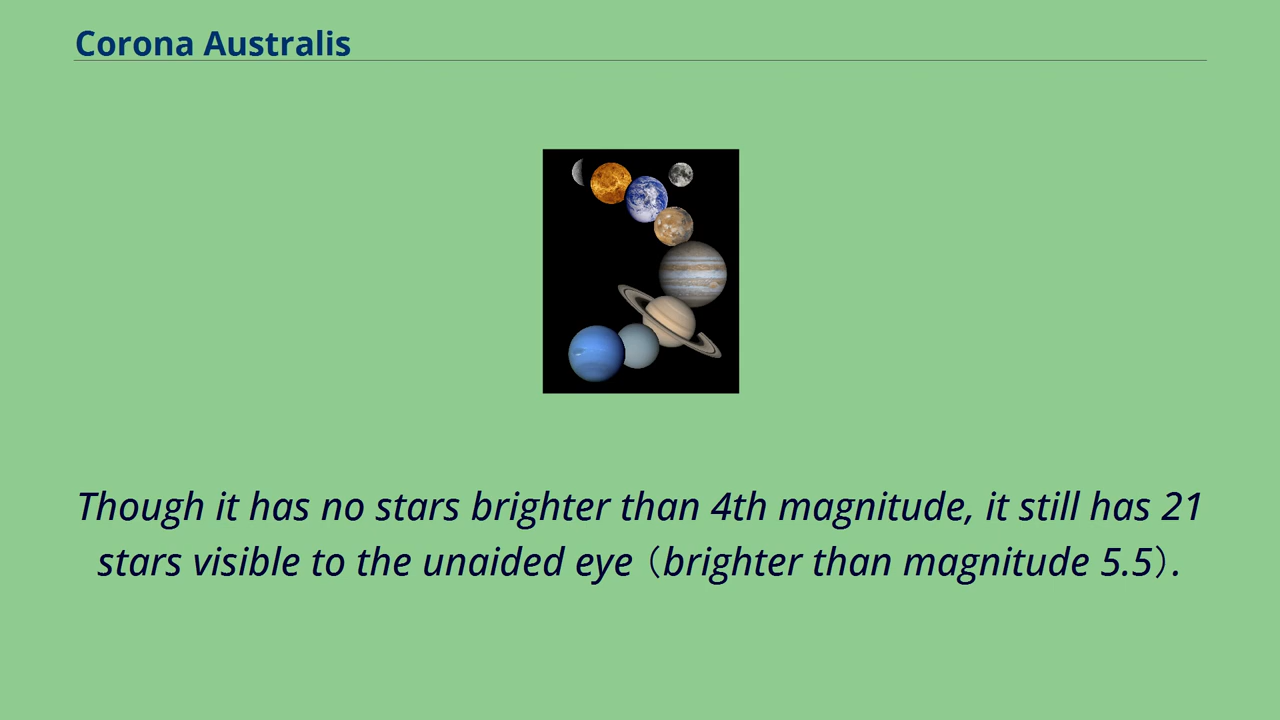 Corona Australis
Though it has no stars brighter than 4th magnitude, it still has 21
stars visible to the unaided eye（brighter than magnitude 5.5）.